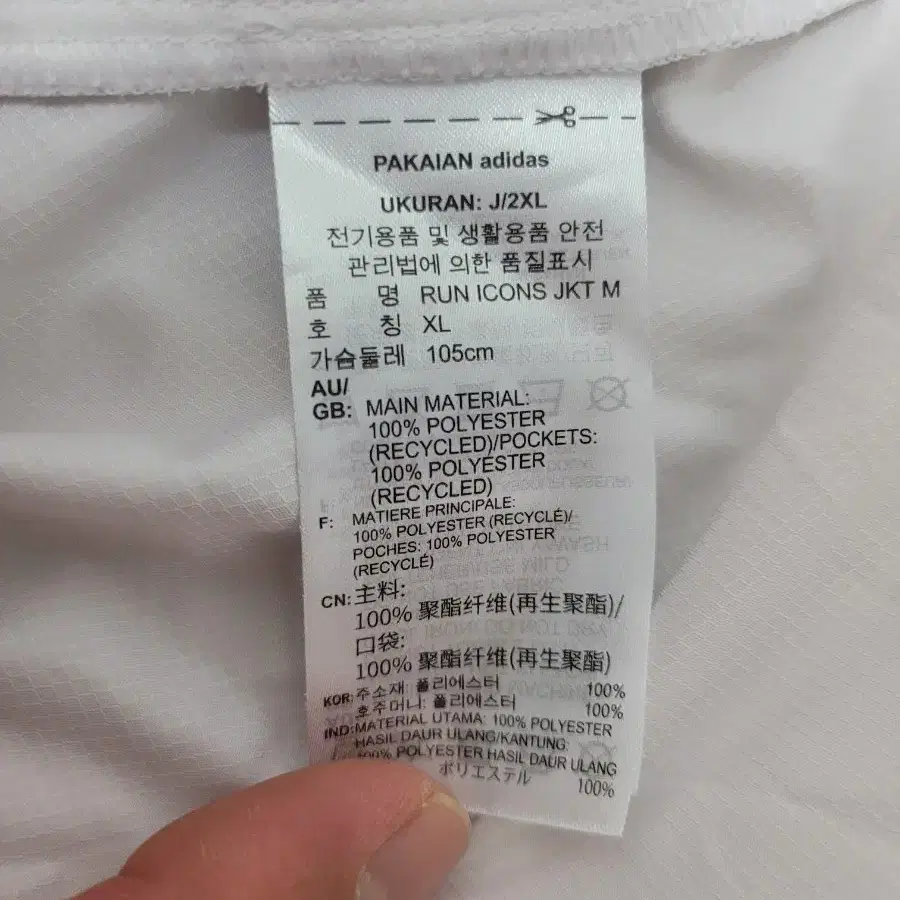 PAKAIAN adidas
UKURAN: J/2XL
전기용품 및 생활용품 안전
관리법에 의한 품질표시
품 명 RUN ICONS JKT M
호 칭 XL
가슴둘레 105cm
AU/
GB: MAIN MATERIAL:
100% POLYESTER
(RECYCLED)/POCKETS:
100% POLYESTER
(RECYCLED)
F: MATIERE PRINCIPALE:
100% POLYESTER (RECYCLÉ)/
POCHES: 100% POLYESTER
(RECYCLÉ)
CN: 主料:
100% 聚酯纤维(再生聚酯)/
口袋:
100% 聚酯纤维(再生聚酯)
KOR: 주소재: 폴리에스터 100%
호주머니: 폴리에스터 100%
IND: MATERIAL UTAMA: 100% POLYESTER
HASIL DAUR ULANG/KANTUNG:
100% POLYESTER HASIL DAUR ULANG
ポリエステル 100%